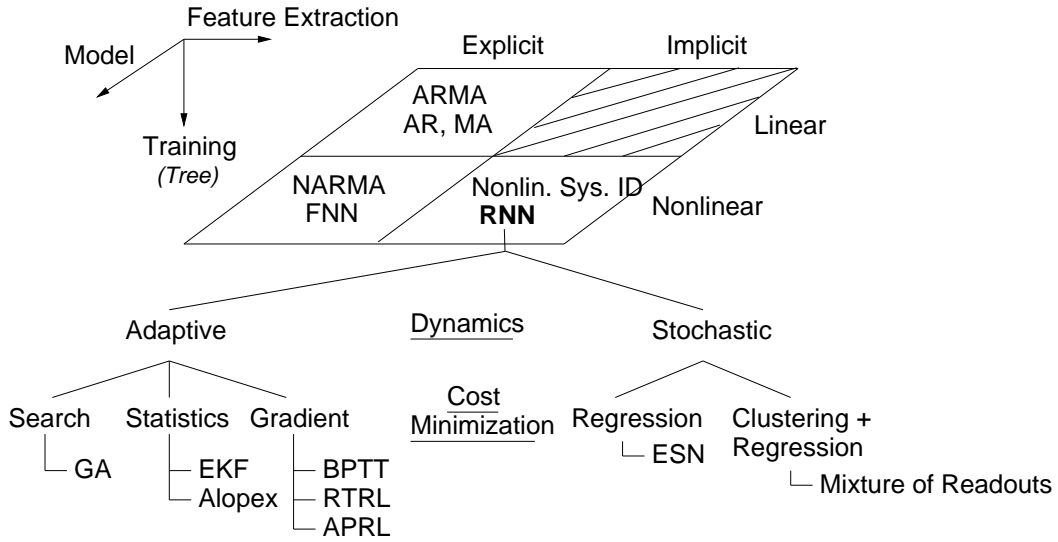 Feature Extraction
Model
Training
(Tree)
Explicit
Implicit
ARMA
AR, MA
Linear
NARMA
FNN
Nonlin. Sys. ID
RNN
Nonlinear
Adaptive
Dynamics
Stochastic
Cost
Minimization
Search
Statistics
Gradient
Regression
Clustering +
Regression
GA
EKF
Alopex
BPTT
RTRL
APRL
ESN
Mixture of Readouts